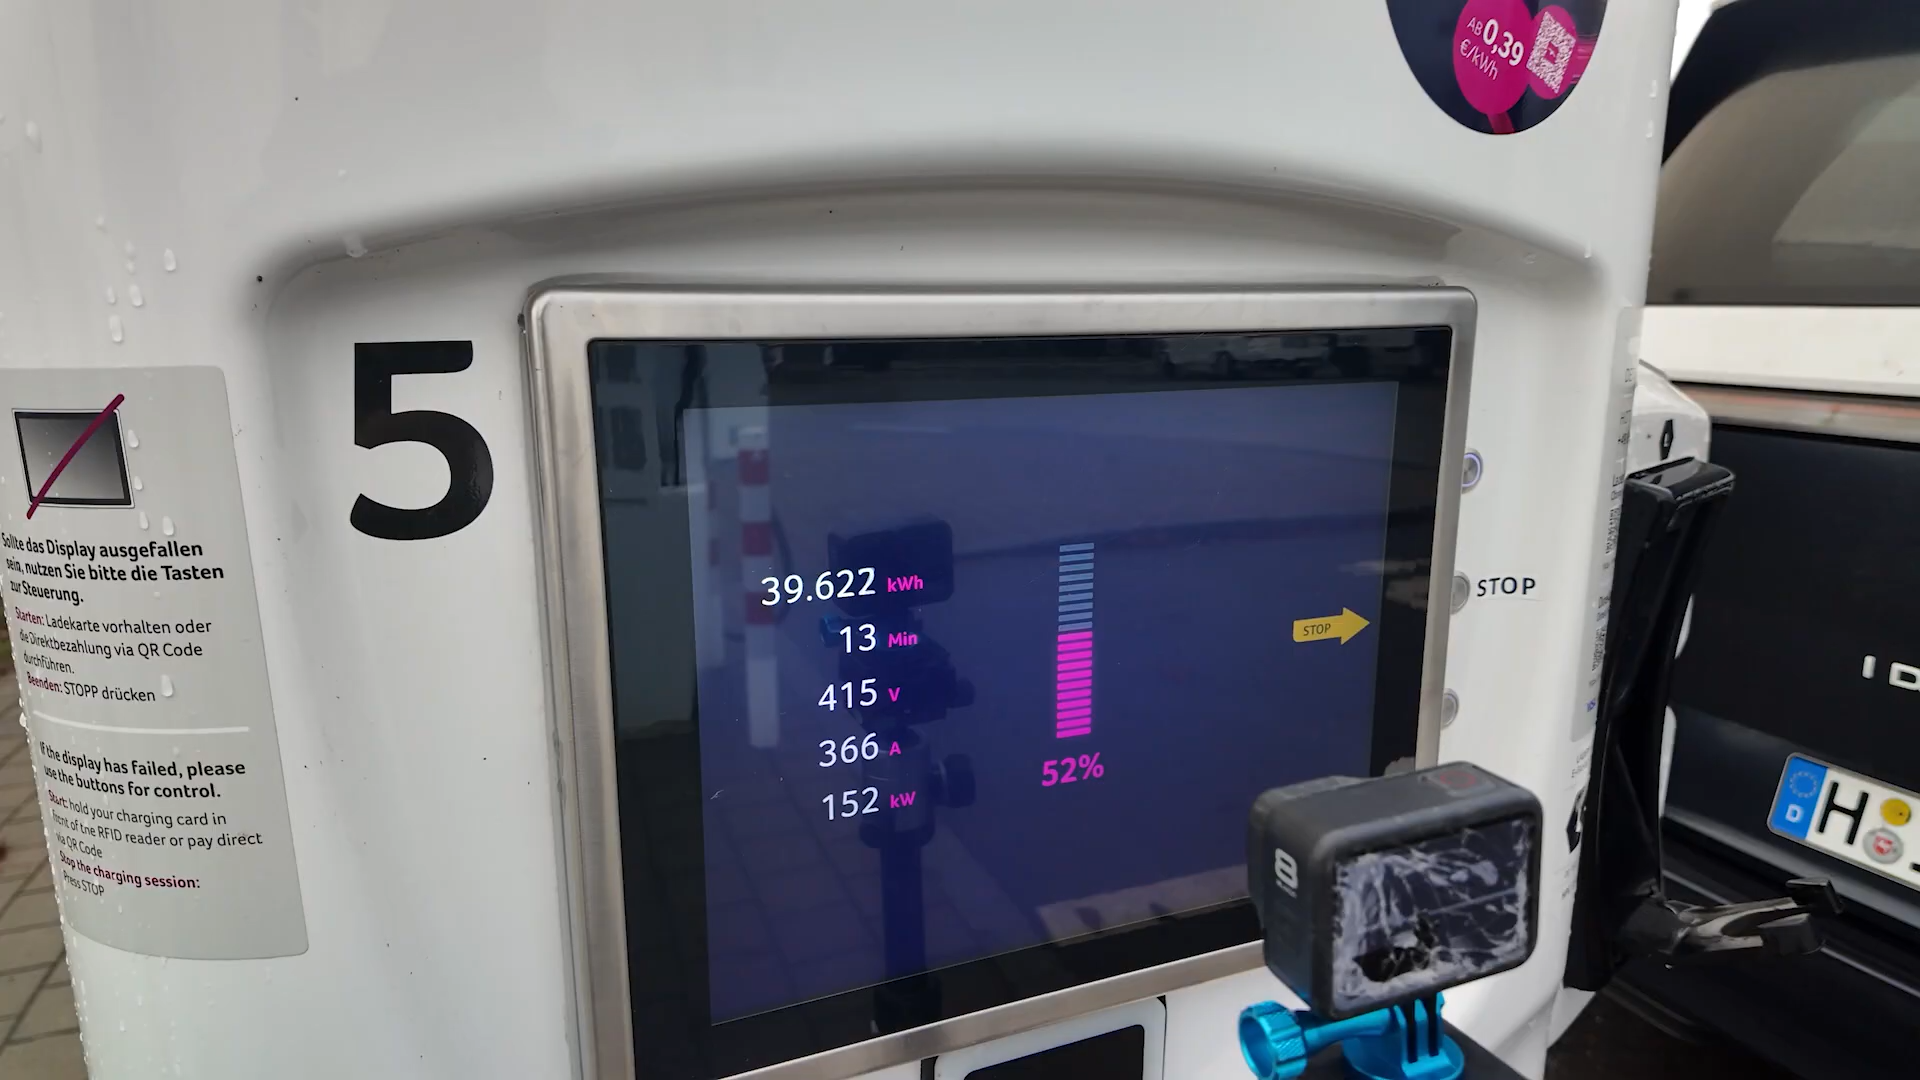 AB 0,39
€/kWh
5
Sollte das Display ausgefallen
sein, nutzen Sie bitte die Tasten
zur Steuerung.
Starten: Ladekarte vorhalten oder
die Direktbezahlung via QR Code
durchführen.
Beenden: STOPP drücken
If the display has failed, please
use the buttons for control.
Start: hold your charging card in
front of the RFID reader or pay direct
via QR Code
Stop the charging session:
Press STOP
39.622 kWh
13 Min
415 V
366 A
152 kW
52%
STOP
STOP
8
ID
D
H